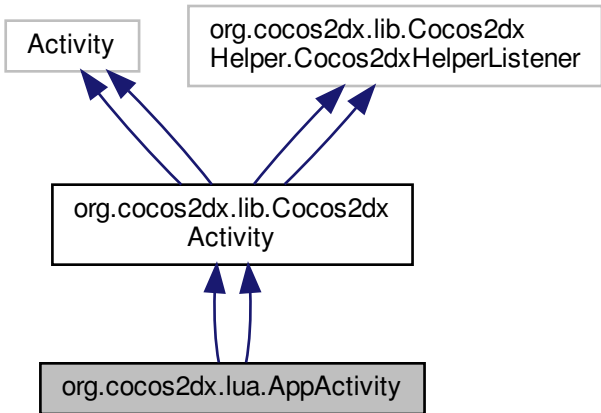 Activity
org.cocos2dx.lib.Cocos2dx
Helper.Cocos2dxHelperListener
org.cocos2dx.lib.Cocos2dx
Activity
org.cocos2dx.lua.AppActivity